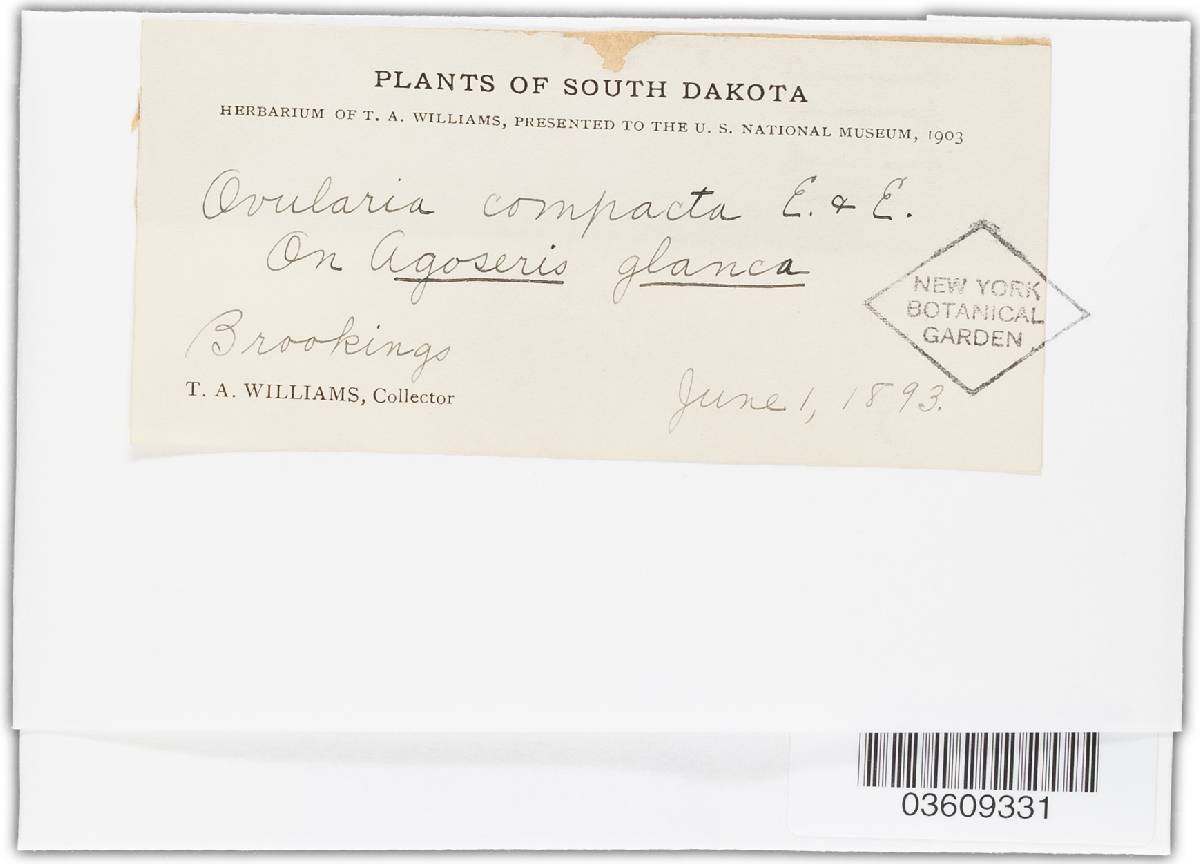 PLANTS OF SOUTH DAKOTA
HERBARIUM OF T. A. WILLIAMS, PRESENTED TO THE U. S. NATIONAL MUSEUM, 1903
Ovularia compacta E. & E.
On Agoseris glanca
NEW YORK
BOTANICAL
GARDEN
Brookings
T. A. WILLIAMS, Collector
June 1, 1893.
03609331